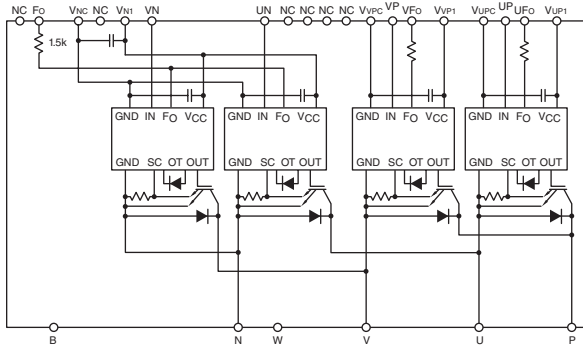 NC FO VNC NC VN1 VN UN NC NC NC NC VVPC VP VFO VVP1 VUPC UP UFO VUP1
1.5k
GND IN FO VCC GND IN FO VCC GND IN FO VCC GND IN FO VCC
GND SC OT OUT GND SC OT OUT GND SC OT OUT GND SC OT OUT
B N W V U P